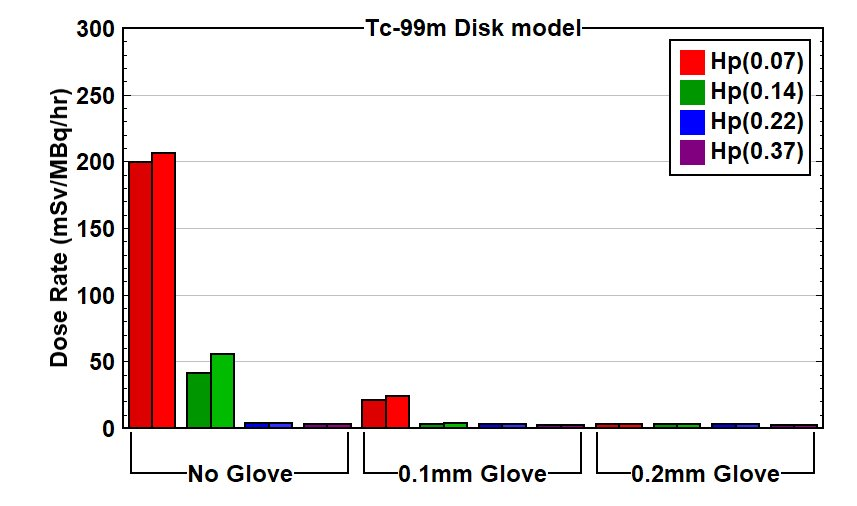 Tc-99m Disk model
300
250
200
150
100
50
0
Dose Rate (mSv/MBq/hr)
Hp(0.07)
Hp(0.14)
Hp(0.22)
Hp(0.37)
No Glove
0.1mm Glove
0.2mm Glove